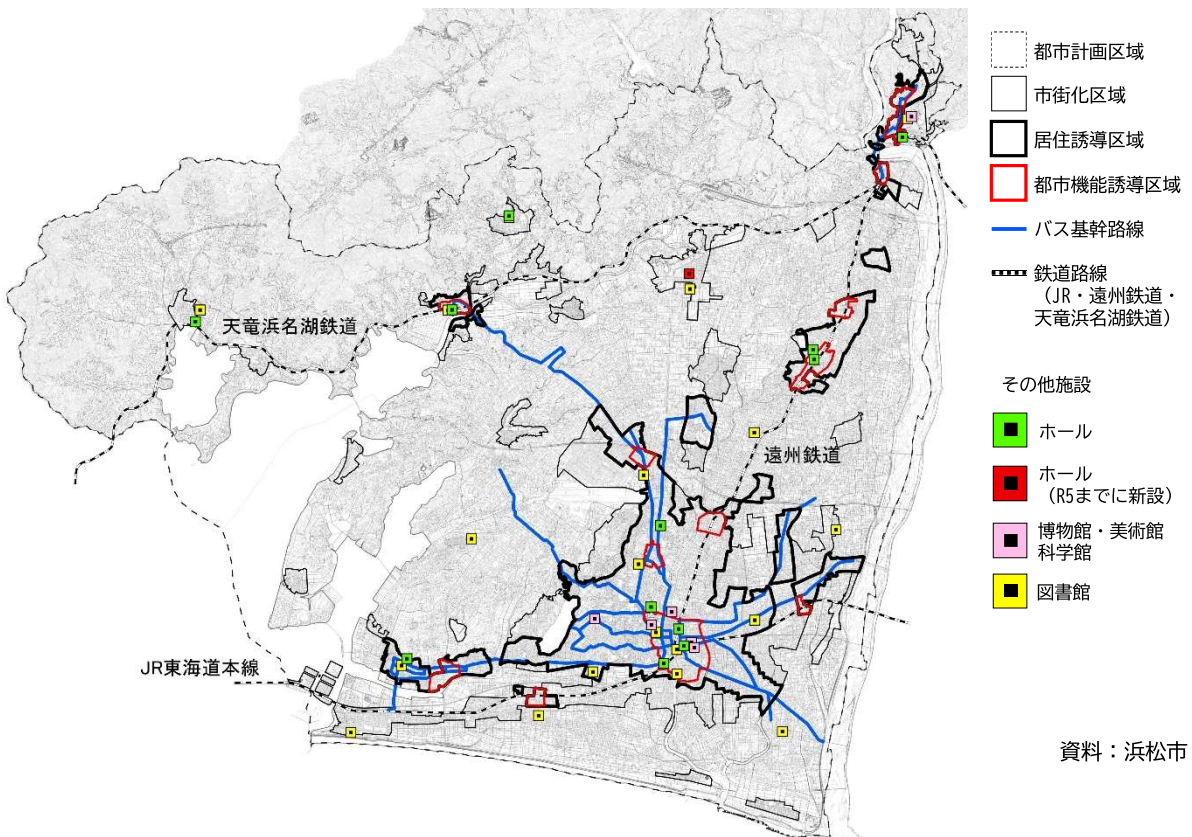 都市計画区域
市街化区域
居住誘導区域
都市機能誘導区域
バス基幹路線
鉄道路線
（JR・遠州鉄道・
天竜浜名湖鉄道）
その他施設
ホール
ホール
（R5までに新設）
博物館・美術館
科学館
図書館
天竜浜名湖鉄道
遠州鉄道
JR東海道本線
資料：浜松市